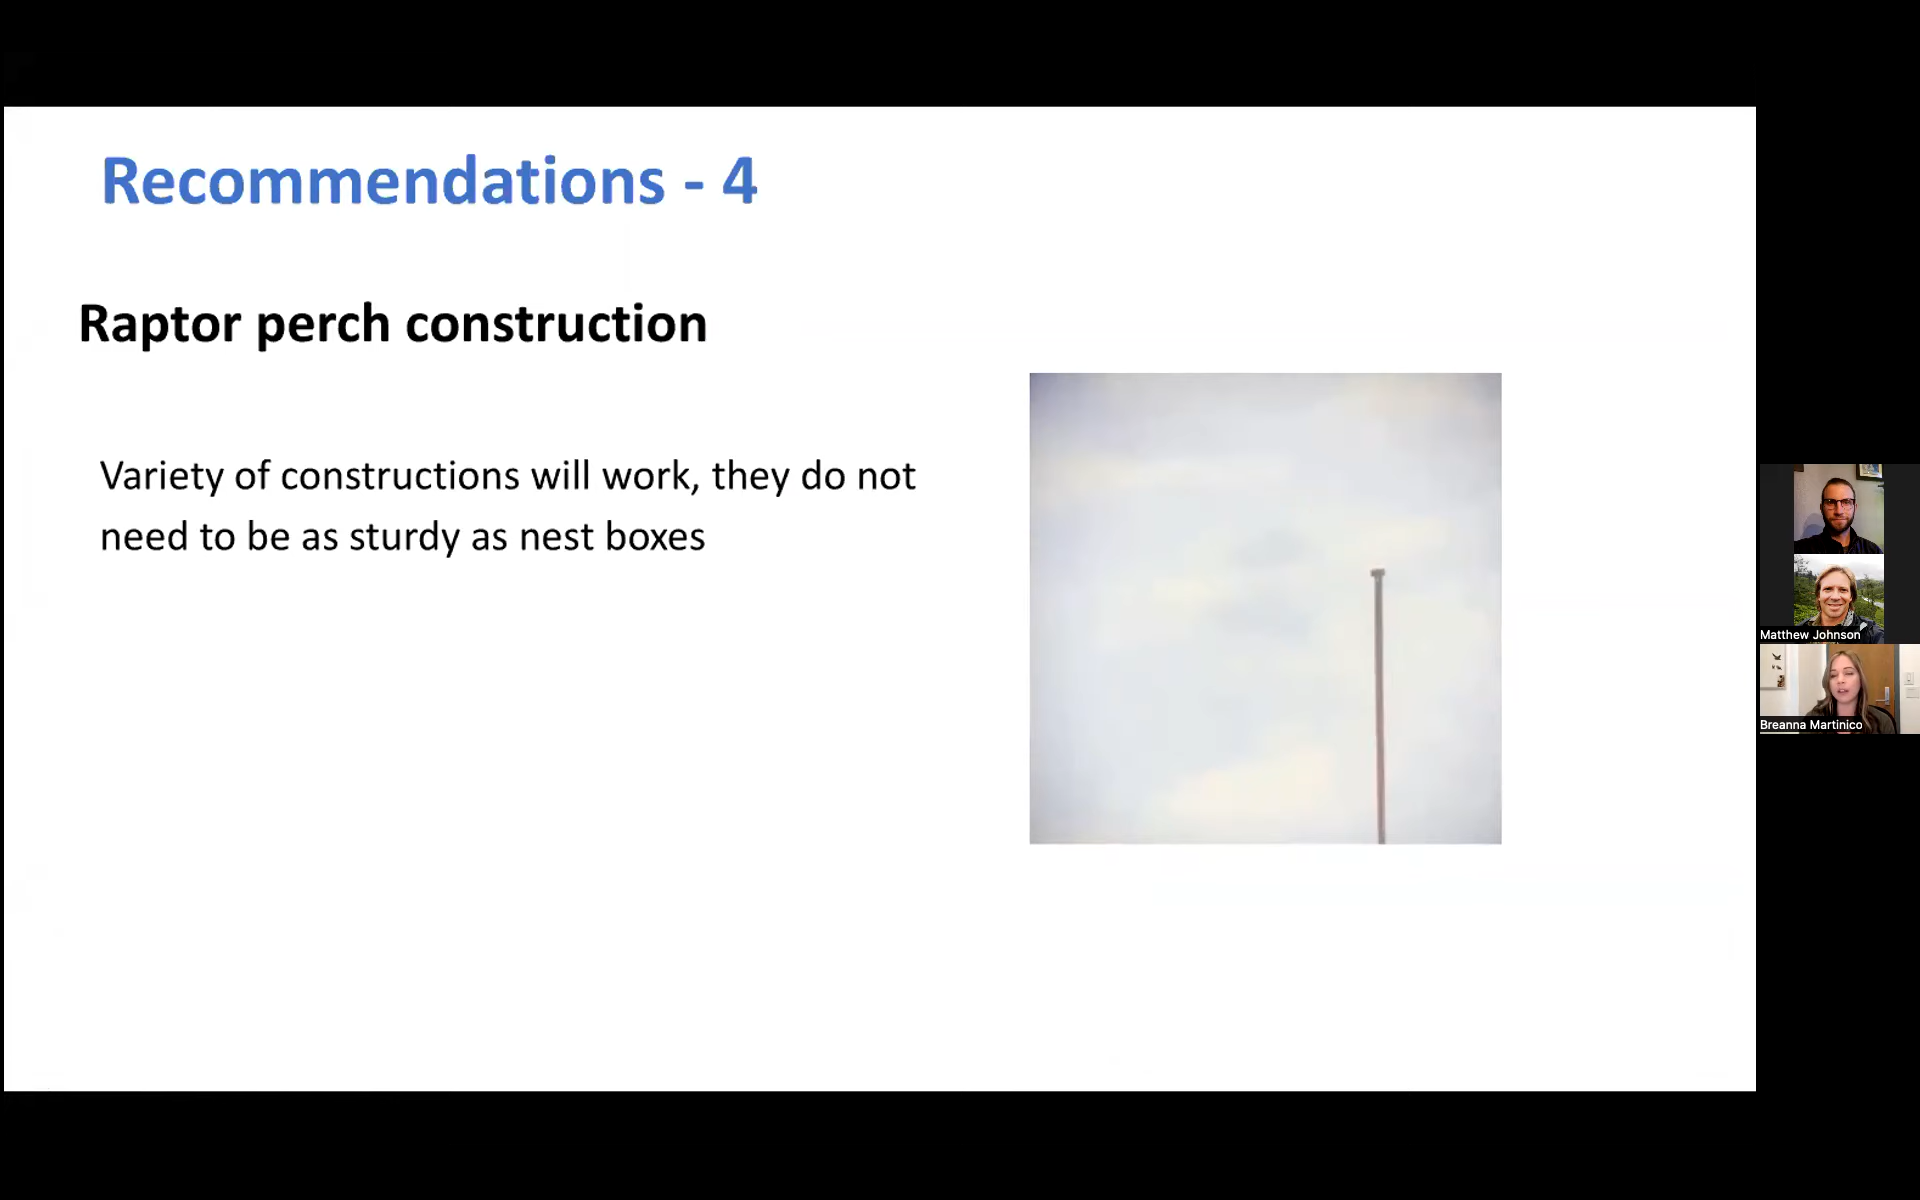 Recommendations - 4
Raptor perch construction
Variety of constructions will work, they do not
need to be as sturdy as nest boxes
Matthew Johnson
Breanna Martinico